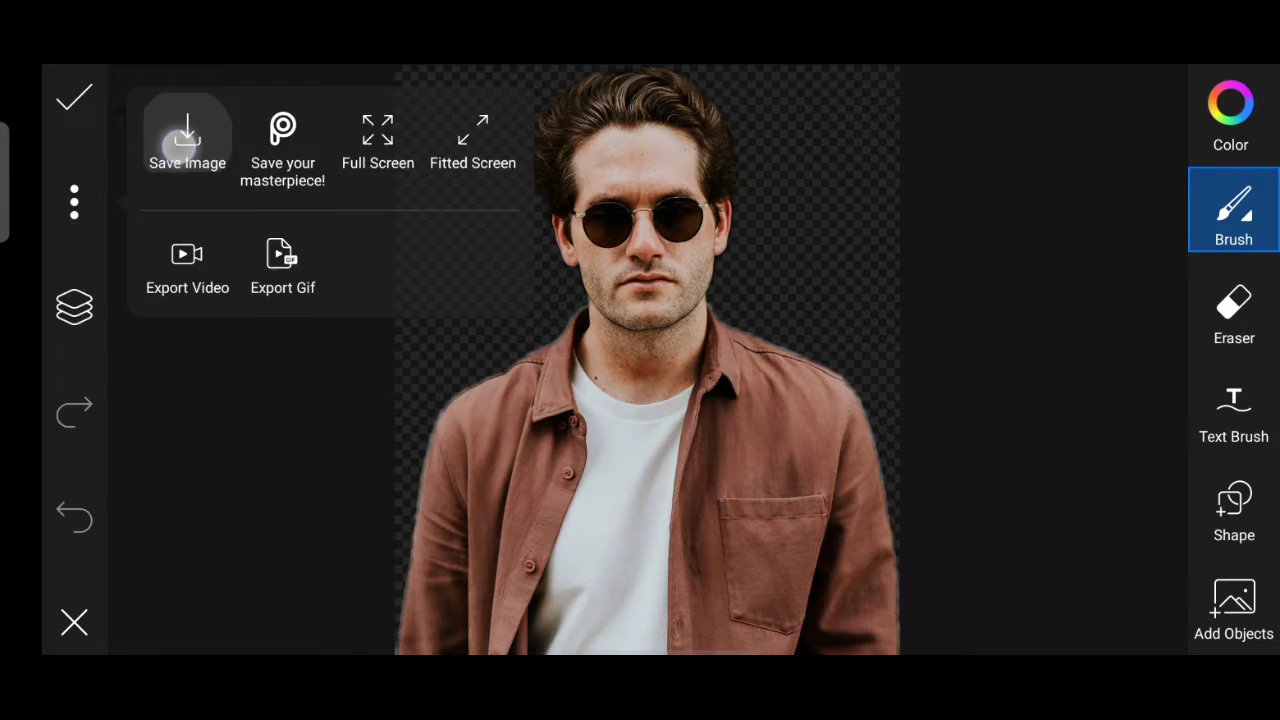 Save Image
Save your
masterpiece!
Full Screen
Fitted Screen
Export Video
GIF
Export Gif
Color
Brush
Eraser
T
Text Brush
Shape
Add Objects